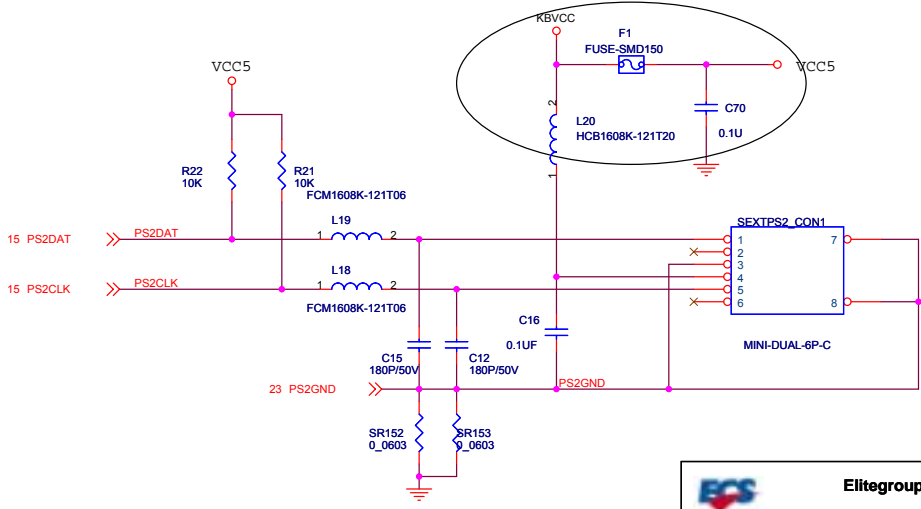 KBVCC
F1
FUSE-SMD150
VCC5
VCC5
2
C70
L20
HCB1608K-121T20
0.1U
1
R22
10K
R21
10K
FCM1608K-121T06
L19
SEXTPS2_CON1
15 PS2DAT
PS2DAT
1
2
1
2
3
4
5
6
7
8
L18
15 PS2CLK
PS2CLK
1
2
FCM1608K-121T06
C16
0.1UF
MINI-DUAL-6P-C
C15
180P/50V
C12
180P/50V
23 PS2GND
PS2GND
SR152
0_0603
SR153
0_0603
ECS
Elitegroup